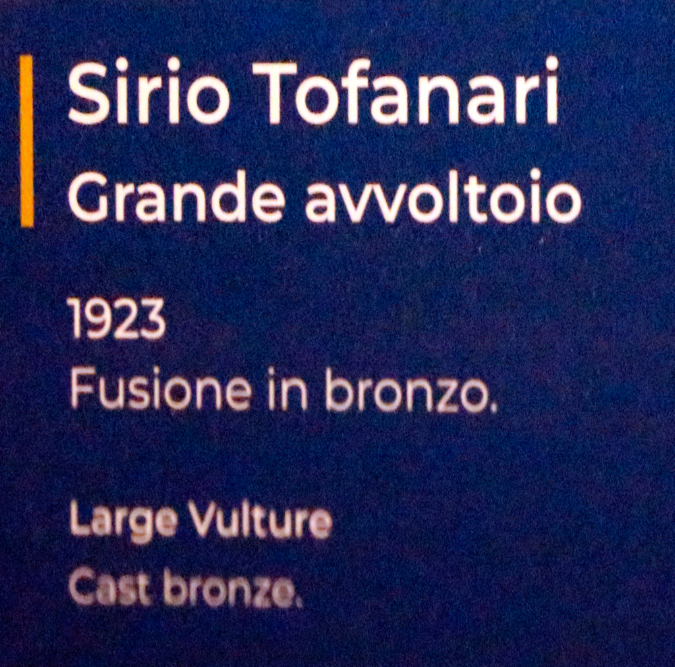 Sirio Tofanari
Grande avvoltoio
1923
Fusione in bronzo.
Large Vulture
Cast bronze.